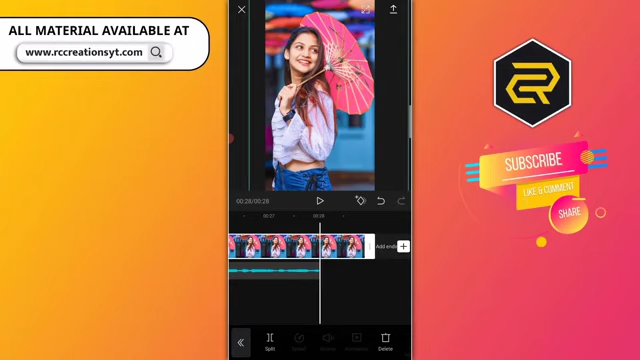 ALL MATERIAL AVAILABLE AT
www.rccreationsyt.com
00:28/00:28
00:27
00:28
Add endi
Split
Delete
SUBSCRIBE
LIKE & COMMENT
SHARE